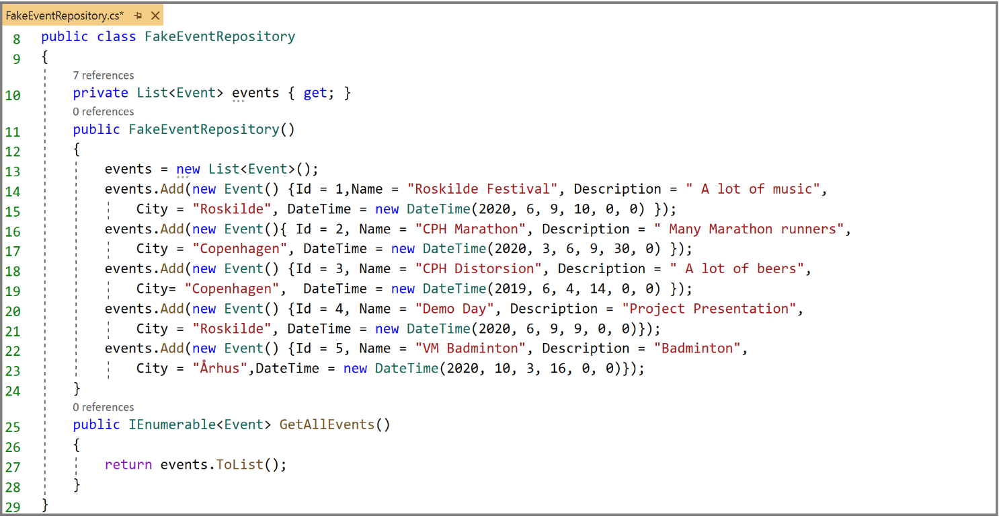 FakeEventRepository.cs*
8 public class FakeEventRepository
9 {
7 references
10 private List<Event> events { get; }
0 references
11 public FakeEventRepository()
12 {
13 events = new List<Event>();
14 events.Add(new Event() {Id = 1,Name = "Roskilde Festival", Description = " A lot of music",
15 City = "Roskilde", DateTime = new DateTime(2020, 6, 9, 10, 0, 0) });
16 events.Add(new Event(){ Id = 2, Name = "CPH Marathon", Description = " Many Marathon runners",
17 City = "Copenhagen", DateTime = new DateTime(2020, 3, 6, 9, 30, 0) });
18 events.Add(new Event() {Id = 3, Name = "CPH Distorsion", Description = " A lot of beers",
19 City= "Copenhagen",  DateTime = new DateTime(2019, 6, 4, 14, 0, 0) });
20 events.Add(new Event() {Id = 4, Name = "Demo Day", Description = "Project Presentation",
21 City = "Roskilde", DateTime = new DateTime(2020, 6, 9, 9, 0, 0)});
22 events.Add(new Event() {Id = 5, Name = "VM Badminton", Description = "Badminton",
23 City = "Århus",DateTime = new DateTime(2020, 10, 3, 16, 0, 0)});
24 }
0 references
25 public IEnumerable<Event> GetAllEvents()
26 {
27 return events.ToList();
28 }
29 }